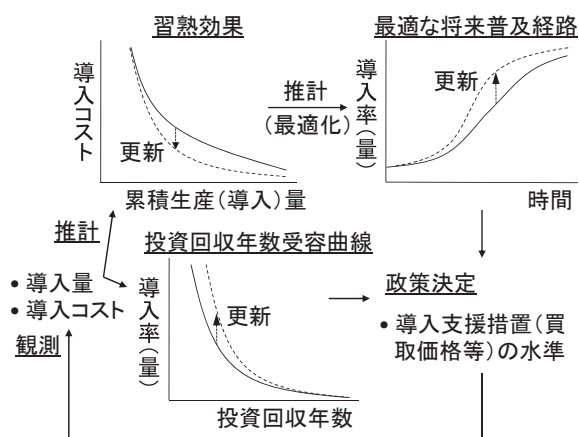 習熟効果
導入コスト
更新
累積生産(導入)量
推計
(最適化)
最適な将来普及経路
導入率(量)
更新
時間
推計
• 導入量
• 導入コスト
観測
投資回収年数受容曲線
導入率(量)
更新
投資回収年数
政策決定
• 導入支援措置(買
取価格等)の水準